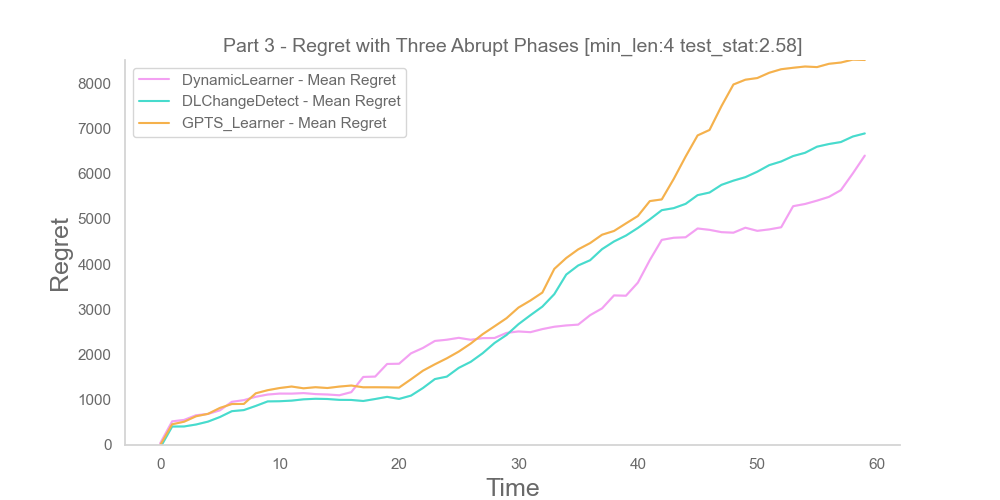 Part 3 - Regret with Three Abrupt Phases [min_len:4 test_stat:2.58]
DynamicLearner - Mean Regret
DLChangeDetect - Mean Regret
GPTS_Learner - Mean Regret
8000
7000
6000
5000
4000
3000
2000
1000
0
Regret
0 10 20 30 40 50 60
Time